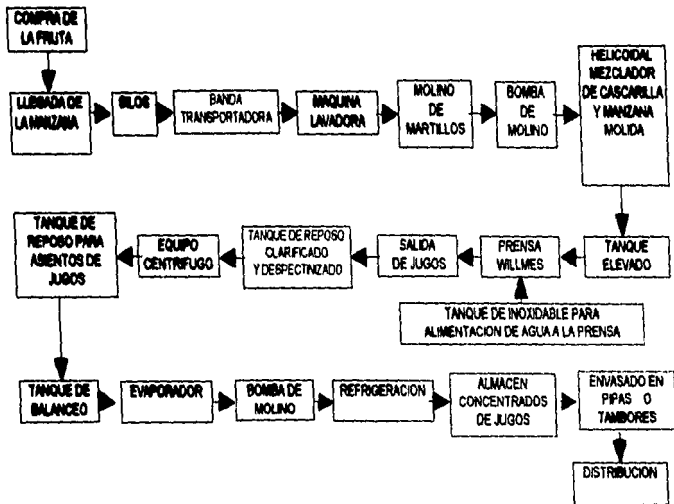 COMPRA DE
LA FRUTA
LLEGADA DE
LA MANZANA
SILOS
BANDA
TRANSPORTADORA
MAQUINA
LAVADORA
MOLINO
DE
MARTILLOS
BOMBA
DE
MOLINO
HELICOIDAL
MEZCLADOR
DE CASCARILLA
Y MANZANA
MOLIDA
TANQUE
ELEVADO
PRENSA
WILLMES
TANQUE DE INOXIDABLE PARA
ALIMENTACION DE AGUA A LA PRENSA
SALIDA
DE JUGOS
TANQUE DE REPOSO
CLARIFICADO
Y DESPECTINIZADO
EQUIPO
CENTRIFUGO
TANQUE DE
REPOSO PARA
ASIENTOS DE
JUGOS
TANQUE DE
BALANCEO
EVAPORADOR
BOMBA DE
MOLINO
REFRIGERACION
ALMACEN
CONCENTRADOS
DE JUGOS
ENVASADO EN
PIPAS O
TAMBORES
DISTRIBUCION